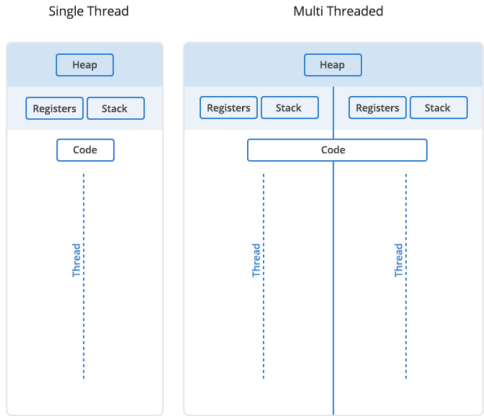 Single Thread
Multi Threaded
Heap
Heap
Registers Stack
Registers Stack
Registers Stack
Code
Code
Thread
Thread
Thread